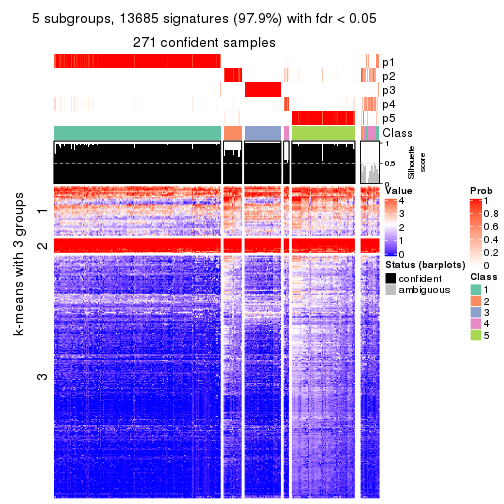 5 subgroups, 13685 signatures (97.9%) with fdr < 0.05
271 confident samples
p1
p2
p3
p4
p5
Class
1
0.5
0
Silhouette
score
k-means with 3 groups
1
2
3
Value
4
3
2
1
0
Status (barplots)
confident
ambiguous
Prob
1
0.8
0.6
0.4
0.2
0
Class
1
2
3
4
5